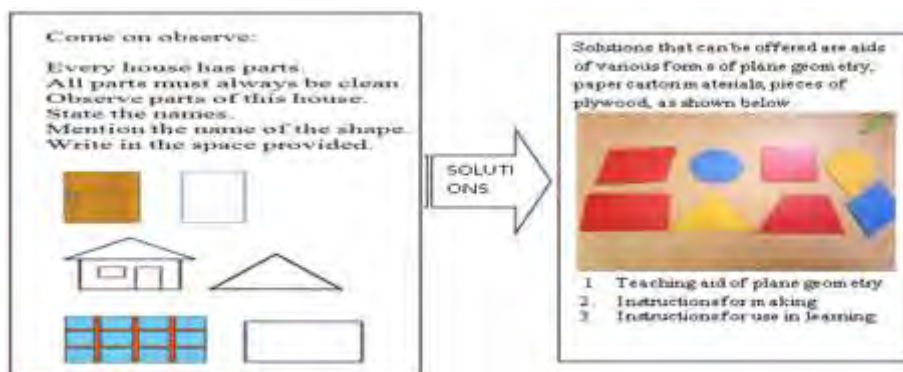 Come on observe:
Every house has parts.
All parts must always be clean
Observe parts of this house.
State the names.
Mention the name of the shape.
Write in the space provided.
SOLUTI
ONS
Solutions that can be offered are aids
of various forms of plane geometry,
paper carton materials, pieces of
plywood, as shown below
1 Teaching aid of plane geometry
2. Instructions for making
3 Instructions for use in learning